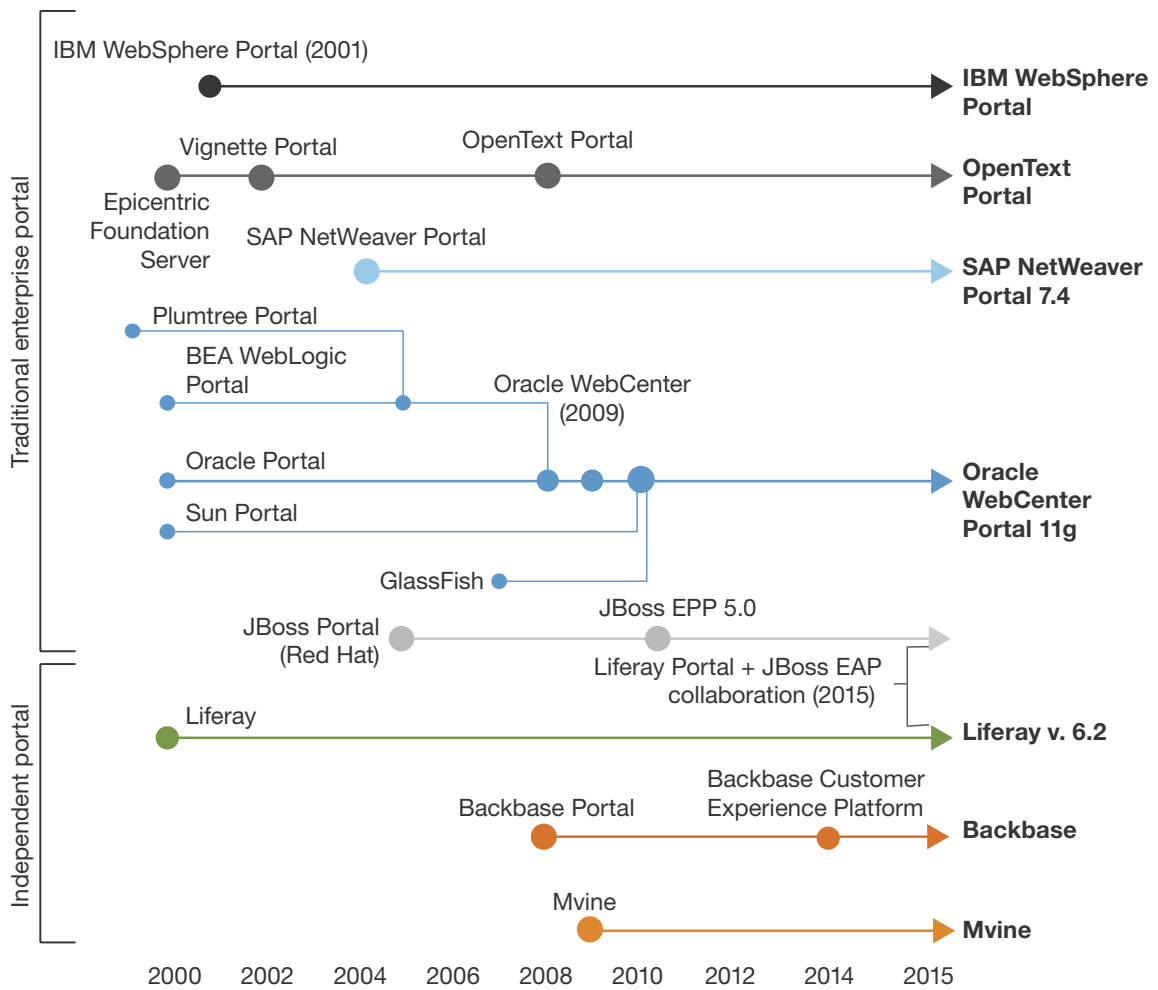 Traditional enterprise portal
IBM WebSphere Portal (2001)
IBM WebSphere
Portal
Vignette Portal
OpenText Portal
OpenText
Portal
Epicentric
Foundation
Server
SAP NetWeaver Portal
SAP NetWeaver
Portal 7.4
Plumtree Portal
BEA WebLogic
Portal
Oracle WebCenter
(2009)
Oracle Portal
Oracle
WebCenter
Portal 11g
Sun Portal
GlassFish
JBoss Portal
(Red Hat)
JBoss EPP 5.0
Liferay Portal + JBoss EAP
collaboration (2015)
Independent portal
Liferay
Liferay v. 6.2
Backbase Portal
Backbase Customer
Experience Platform
Backbase
Mvine
Mvine
2000 2002 2004 2006 2008 2010 2012 2014 2015